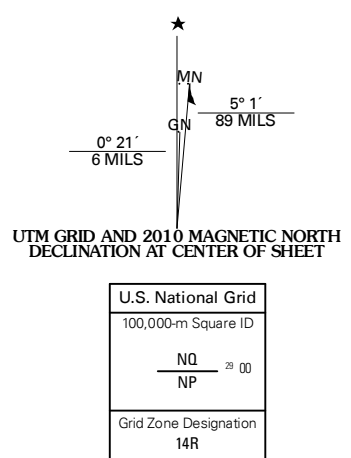 ★
MN
GN
5° 1´
89 MILS
0° 21´
6 MILS
UTM GRID AND 2010 MAGNETIC NORTH
DECLINATION AT CENTER OF SHEET
U.S. National Grid
100,000-m Square ID
NQ
29 00
NP
Grid Zone Designation
14R